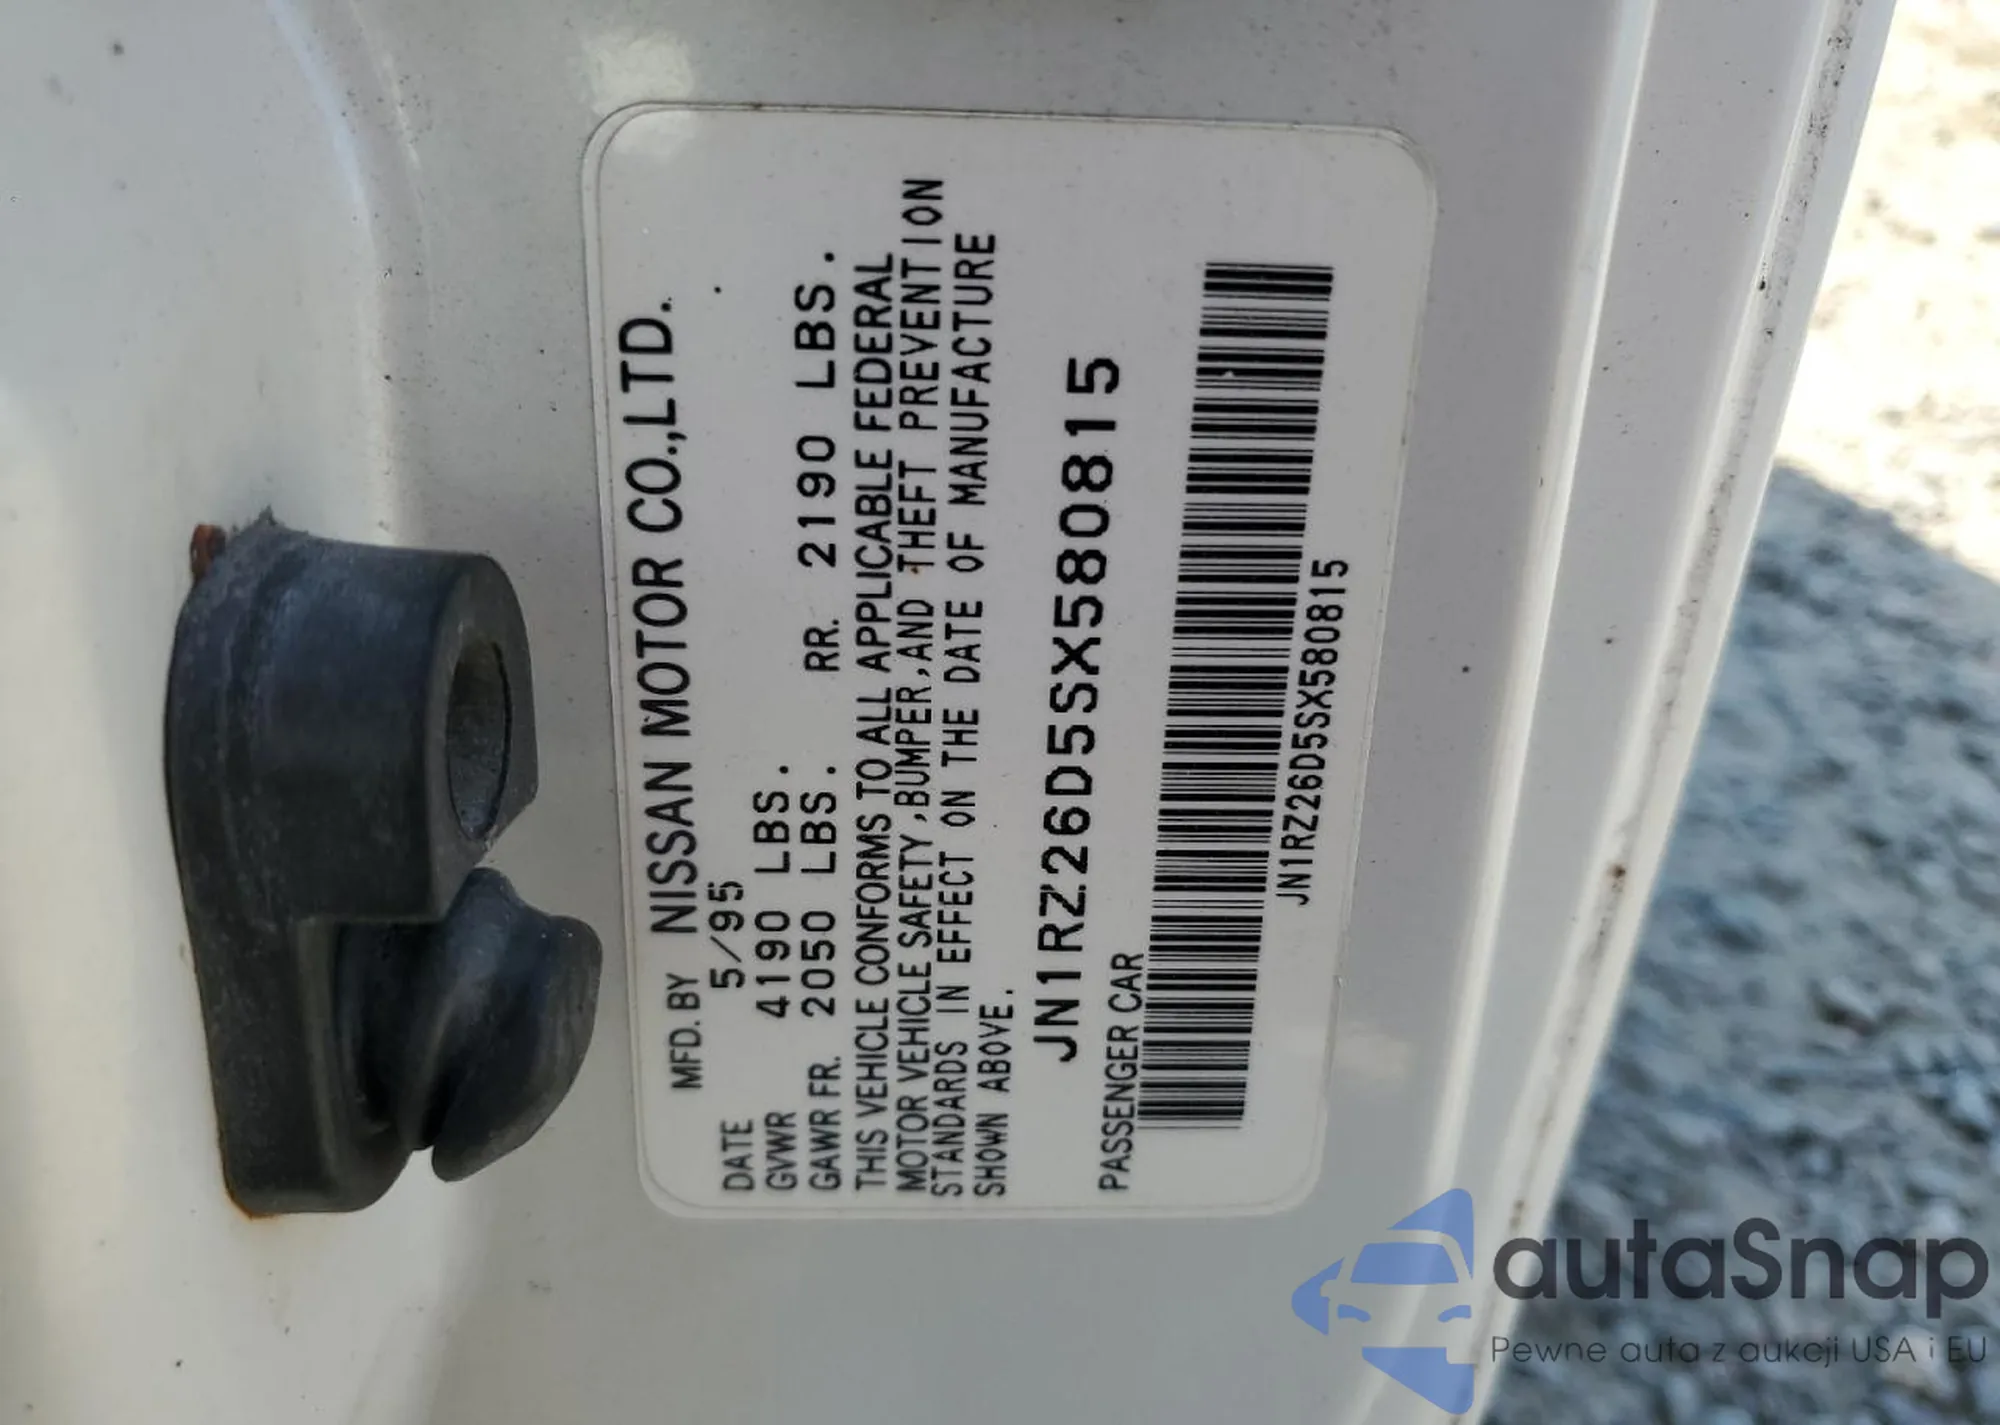 MFD. BY NISSAN MOTOR CO.,LTD.
DATE 5/95
GVWR 4190 LBS.
GAWR FR. 2050 LBS. RR. 2190 LBS.
THIS VEHICLE CONFORMS TO ALL APPLICABLE FEDERAL
MOTOR VEHICLE SAFETY,BUMPER,AND THEFT PREVENTION
STANDARDS IN EFFECT ON THE DATE OF MANUFACTURE
SHOWN ABOVE.
JN1RZ26D5SX580815
PASSENGER CAR
JN1RZ26D5SX580815
autaSnap
Pewne auta z aukcji USA i EU